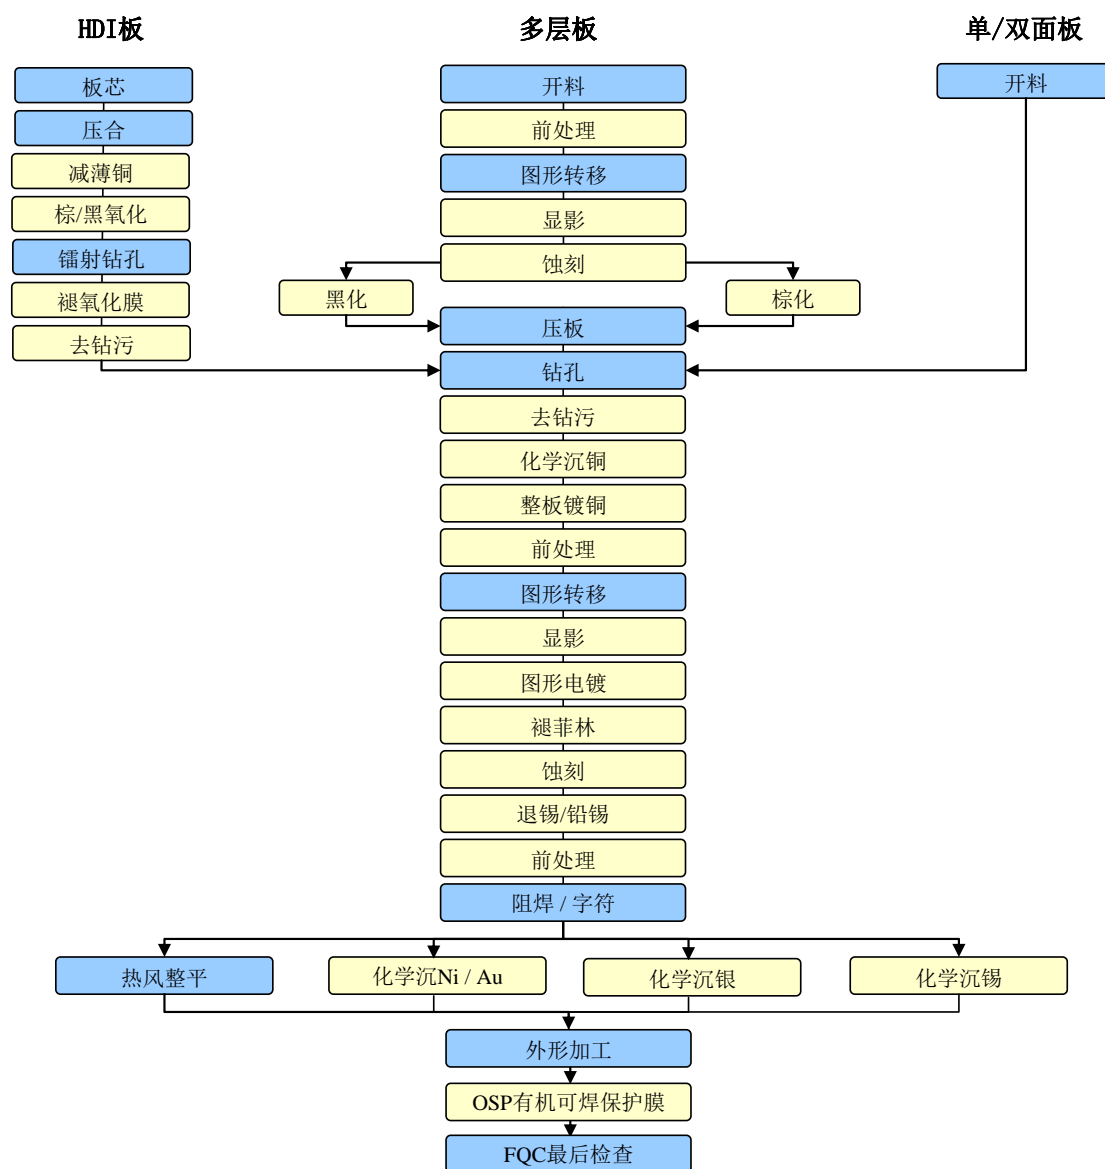 HDI板
多层板
单/双面板
板芯
压合
减薄铜
棕/黑氧化
镭射钻孔
褪氧化膜
去钻污
开料
前处理
图形转移
显影
蚀刻
黑化
棕化
压板
钻孔
开料
去钻污
化学沉铜
整板镀铜
前处理
图形转移
显影
图形电镀
褪菲林
蚀刻
退锡/铅锡
前处理
阻焊 / 字符
热风整平
化学沉Ni / Au
化学沉银
化学沉锡
外形加工
OSP有机可焊保护膜
FQC最后检查